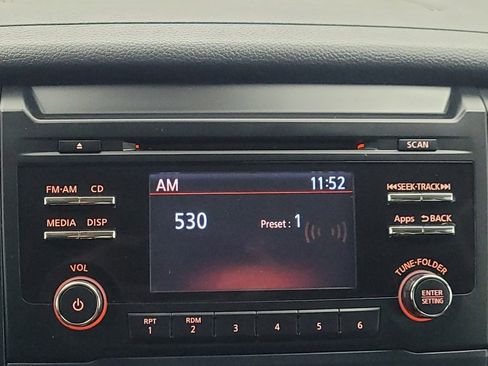 SCAN
FM·AM CD
MEDIA DISP
AM 11:52
530 Preset : 1
SEEK·TRACK
Apps BACK
VOL
TUNE·FOLDER
ENTER
SETTING
RPT RDM
1 2 3 4 5 6